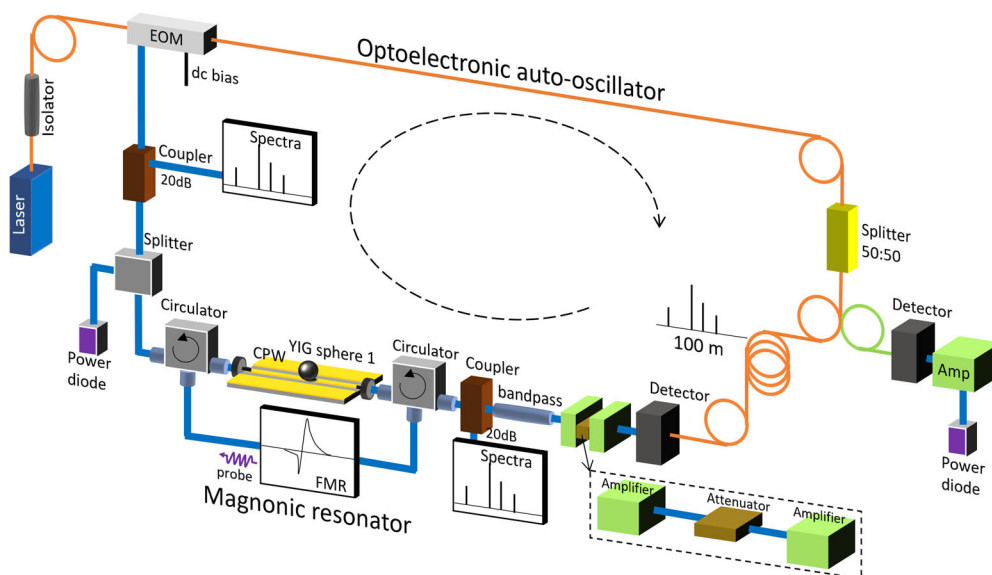 EOM
dc bias
Optoelectronic auto-oscillator
Isolator
Laser
Coupler
20dB
Spectra
Splitter
Power
diode
Circulator
CPW
YIG sphere 1
Circulator
Coupler
20dB
bandpass
Detector
100 m
Splitter
50:50
Detector
Amp
Power
diode
probe
FMR
Spectra
Magnonic resonator
Amplifier
Attenuator
Amplifier